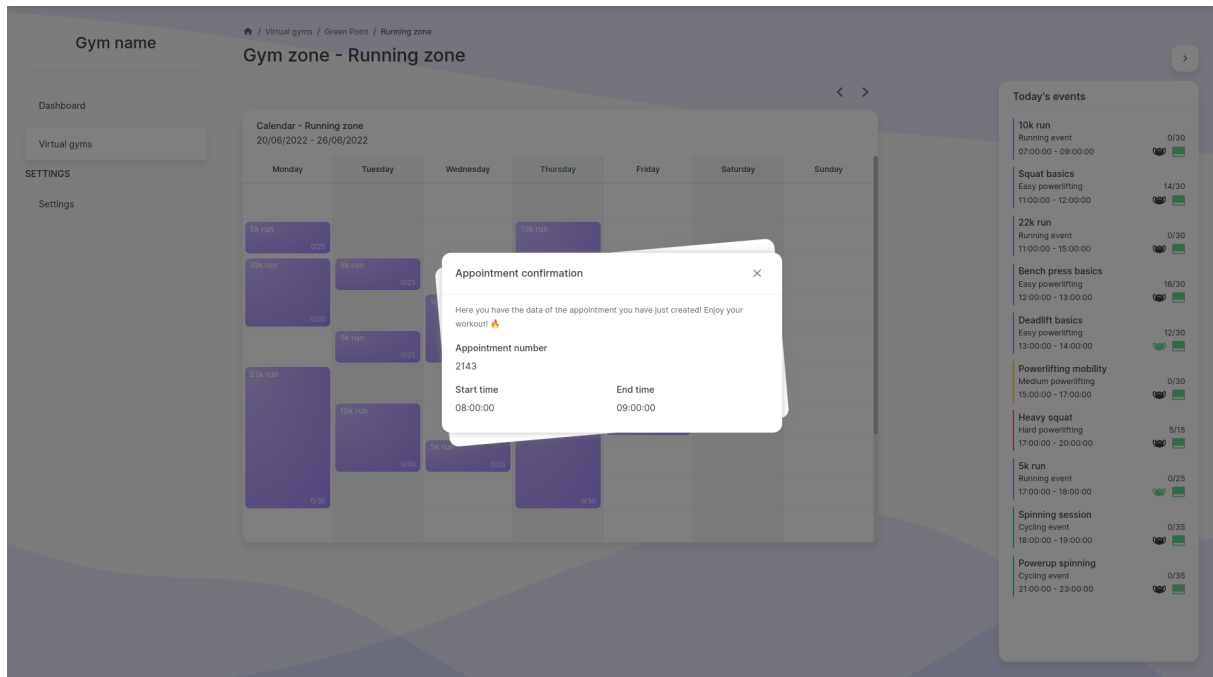 Gym name
Dashboard
Virtual gyms
SETTINGS
Settings
/ Virtual gyms / Green Point / Running zone
Gym zone - Running zone
Calendar - Running zone
20/06/2022 - 26/06/2022
Monday Tuesday Wednesday Thursday Friday Saturday Sunday
5k run
0/25
10k run
0/30
22k run
0/30
5k run
0/25
5k run
0/25
10k run
0/30
5k run
0/25
10k run
0/30
Appointment confirmation
Here you have the data of the appointment you have just created! Enjoy your
workout! 🔥
Appointment number
2143
Start time End time
08:00:00 09:00:00
Today's events
10k run
Running event 0/30
07:00:00 - 09:00:00
Squat basics
Easy powerlifting 14/30
11:00:00 - 12:00:00
22k run
Running event 0/30
11:00:00 - 15:00:00
Bench press basics
Easy powerlifting 16/30
12:00:00 - 13:00:00
Deadlift basics
Easy powerlifting 12/30
13:00:00 - 14:00:00
Powerlifting mobility
Medium powerlifting 0/30
15:00:00 - 17:00:00
Heavy squat
Hard powerlifting 5/15
17:00:00 - 20:00:00
5k run
Running event 0/25
17:00:00 - 18:00:00
Spinning session
Cycling event 0/35
18:00:00 - 19:00:00
Powerup spinning
Cycling event 0/35
21:00:00 - 23:00:00